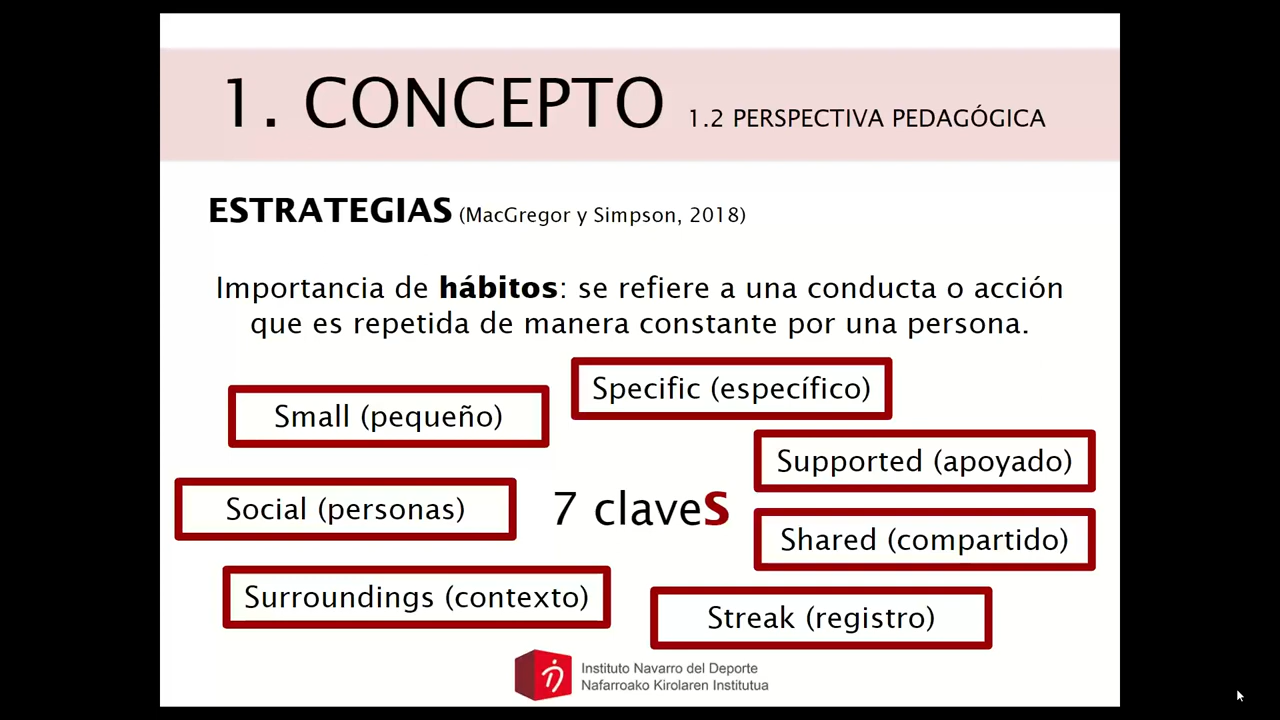 1. CONCEPTO 1.2 PERSPECTIVA PEDAGÓGICA
ESTRATEGIAS (MacGregor y Simpson, 2018)
Importancia de hábitos: se refiere a una conducta o acción
que es repetida de manera constante por una persona.
Specific (específico)
Small (pequeño)
Supported (apoyado)
Social (personas)
7 claveS
Shared (compartido)
Surroundings (contexto)
Streak (registro)
Instituto Navarro del Deporte
Nafarroako Kirolaren Institutua